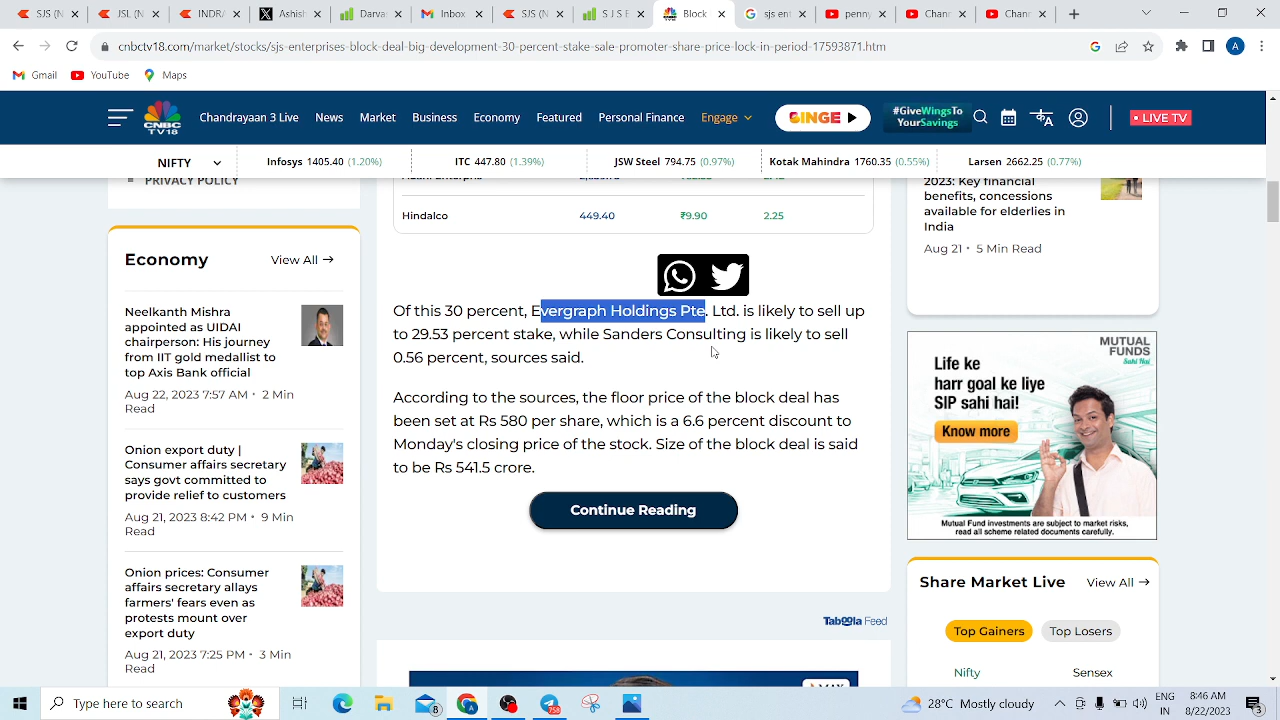 SJS (N
SJS (N
RATEG/
Adarsh
Danang
Inbox
SJS (N
S J S E
Block
sjs en
penny
Chann
Chann
cnbctv18.com/market/stocks/sjs-enterprises-block-deal-big-development-30-percent-stake-sale-promoter-share-price-lock-in-period-17593871.htm
Gmail YouTube Maps
CNBC
TV18
Chandrayaan 3 Live News Market Business Economy Featured Personal Finance Engage
BINGE
#GiveWingsTo
YourSavings
LIVE TV
NIFTY
Infosys 1405.40 (1.20%)
ITC 447.80 (1.39%)
JSW Steel 794.75 (0.97%)
Kotak Mahindra 1760.35 (0.55%)
Larsen 2662.25 (0.77%)
PRIVACY POLICY
Economy View All →
Neelkanth Mishra
appointed as UIDAI
chairperson: His journey
from IIT gold medallist to
top Axis Bank official
Aug 22, 2023 7:57 AM • 2 Min
Read
Onion export duty |
Consumer affairs secretary
says govt committed to
provide relief to customers
Aug 21, 2023 8:42 PM • 9 Min
Read
Onion prices: Consumer
affairs secretary allays
farmers' fears even as
protests mount over
export duty
Aug 21, 2023 7:25 PM • 3 Min
Read
Hindalco 449.40 ₹9.90 2.25
Of this 30 percent, Evergraph Holdings Pte. Ltd. is likely to sell up
to 29.53 percent stake, while Sanders Consulting is likely to sell
0.56 percent, sources said.
According to the sources, the floor price of the block deal has
been set at Rs 580 per share, which is a 6.6 percent discount to
Monday's closing price of the stock. Size of the block deal is said
to be Rs 541.5 crore.
Continue Reading
Taboola Feed
2023: Key financial
benefits, concessions
available for elderlies in
India
Aug 21 • 5 Min Read
MUTUAL
FUNDS
Sahi Hai
Life ke
harr goal ke liye
SIP sahi hai!
Know more
Mutual Fund investments are subject to market risks,
read all scheme related documents carefully.
Share Market Live View All →
Top Gainers Top Losers
Nifty Sensex
Type here to search
28°C Mostly cloudy
ENG
IN
8:46 AM
8/22/2023